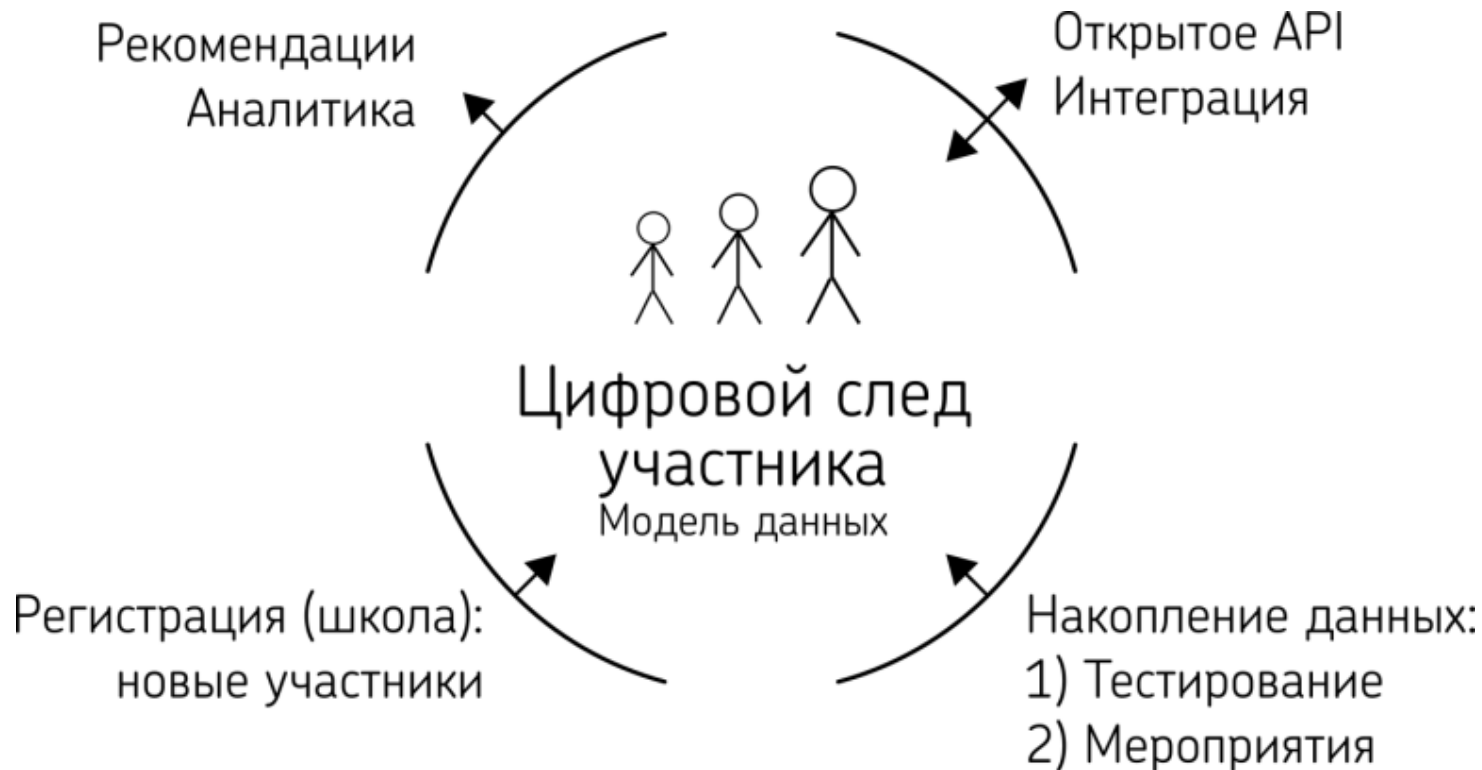 Рекомендации
Аналитика
Открытое API
Интеграция
Цифровой след
участника
Модель данных
Регистрация (школа):
новые участники
Накопление данных:
1) Тестирование
2) Мероприятия